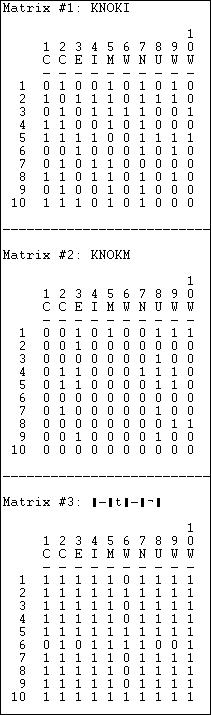 Matrix #1: KNOKI
1
1 2 3 4 5 6 7 8 9 0
C C E I M W N U W W
- - - - - - - - - -
1 0 1 0 0 1 0 1 0 1 0
2 1 0 1 0 1 1 1 1 0 1
3 0 1 0 1 1 0 1 1 1 0
4 1 1 0 0 1 0 1 0 0 0
5 1 1 1 1 1 0 0 1 1 1
6 0 0 1 0 0 0 1 0 1 0
7 0 1 0 0 1 0 0 0 0 0
8 1 1 0 1 0 1 0 1 1 0
9 0 1 0 0 1 0 1 0 0 0
10 1 1 1 0 1 0 1 0 0 0
Matrix #2: KNOKM
1
1 2 3 4 5 6 7 8 9 0
C C E I M W N U W W
- - - - - - - - - -
1 0 0 1 0 1 0 0 1 1 1
2 0 0 1 0 0 0 0 0 0 0
3 0 0 0 0 0 0 0 1 0 0
4 0 1 1 0 1 0 0 1 1 0
5 0 0 1 0 0 0 0 0 0 0
6 0 0 0 0 0 0 0 0 0 0
7 0 1 0 0 0 0 0 1 0 0
8 0 0 0 0 0 0 0 0 1 1
9 0 0 1 0 0 0 0 1 0 0
10 0 0 0 0 0 0 0 0 0 0
Matrix #3: ▐–▐t▐–▐¬▐
1
1 2 3 4 5 6 7 8 9 0
C C E I M W N U W W
- - - - - - - - - -
1 1 1 1 1 1 0 1 1 1 1
2 1 1 1 1 1 1 1 1 1 1
3 1 1 1 1 1 0 1 1 1 1
4 1 1 1 1 1 0 1 1 1 1
5 1 1 1 1 1 0 1 1 1 1
6 0 1 0 1 1 0 1 1 0 0
7 1 1 1 1 1 0 1 1 1 1
8 1 1 1 1 1 0 1 1 1 1
9 1 1 1 1 1 0 1 1 1 1
10 1 1 1 1 1 0 1 1 1 1